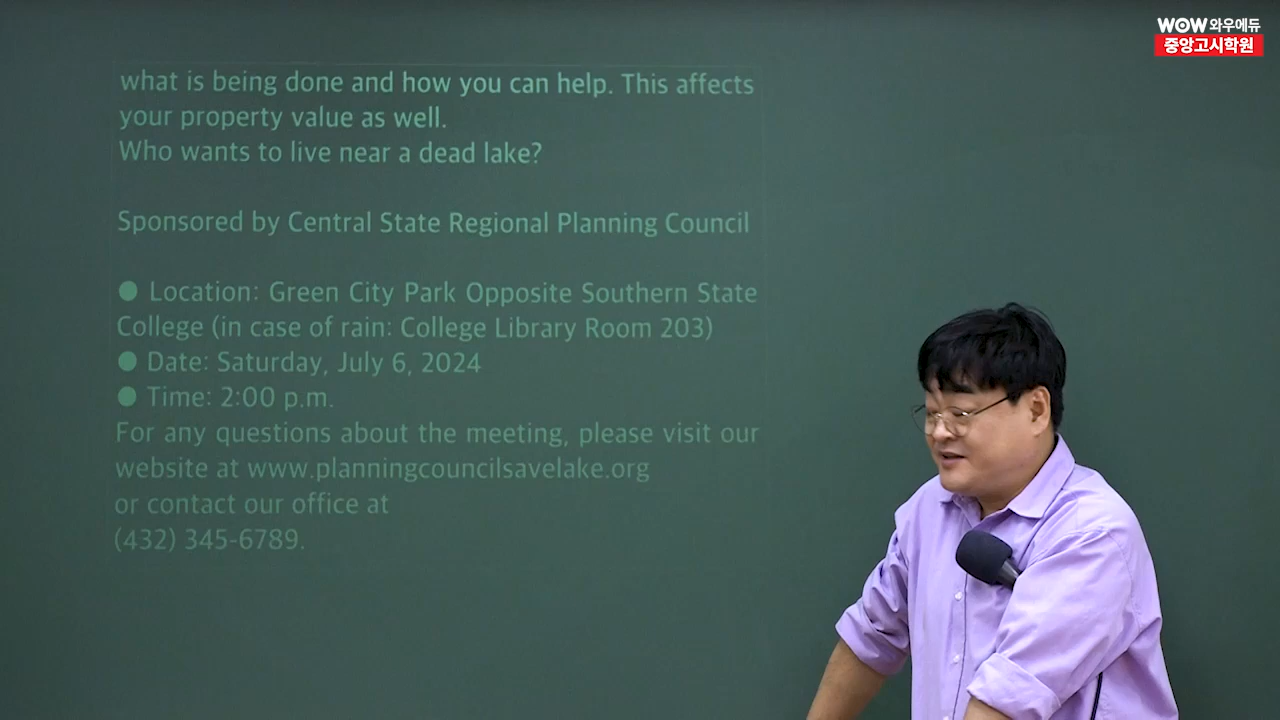 WOW와우에듀
중앙고시학원
what is being done and how you can help. This affects
your property value as well.
Who wants to live near a dead lake?
Sponsored by Central State Regional Planning Council
● Location: Green City Park Opposite Southern State
College (in case of rain: College Library Room 203)
● Date: Saturday, July 6, 2024
● Time: 2:00 p.m.
For any questions about the meeting, please visit our
website at www.planningcouncilsavelake.org
or contact our office at
(432) 345-6789.